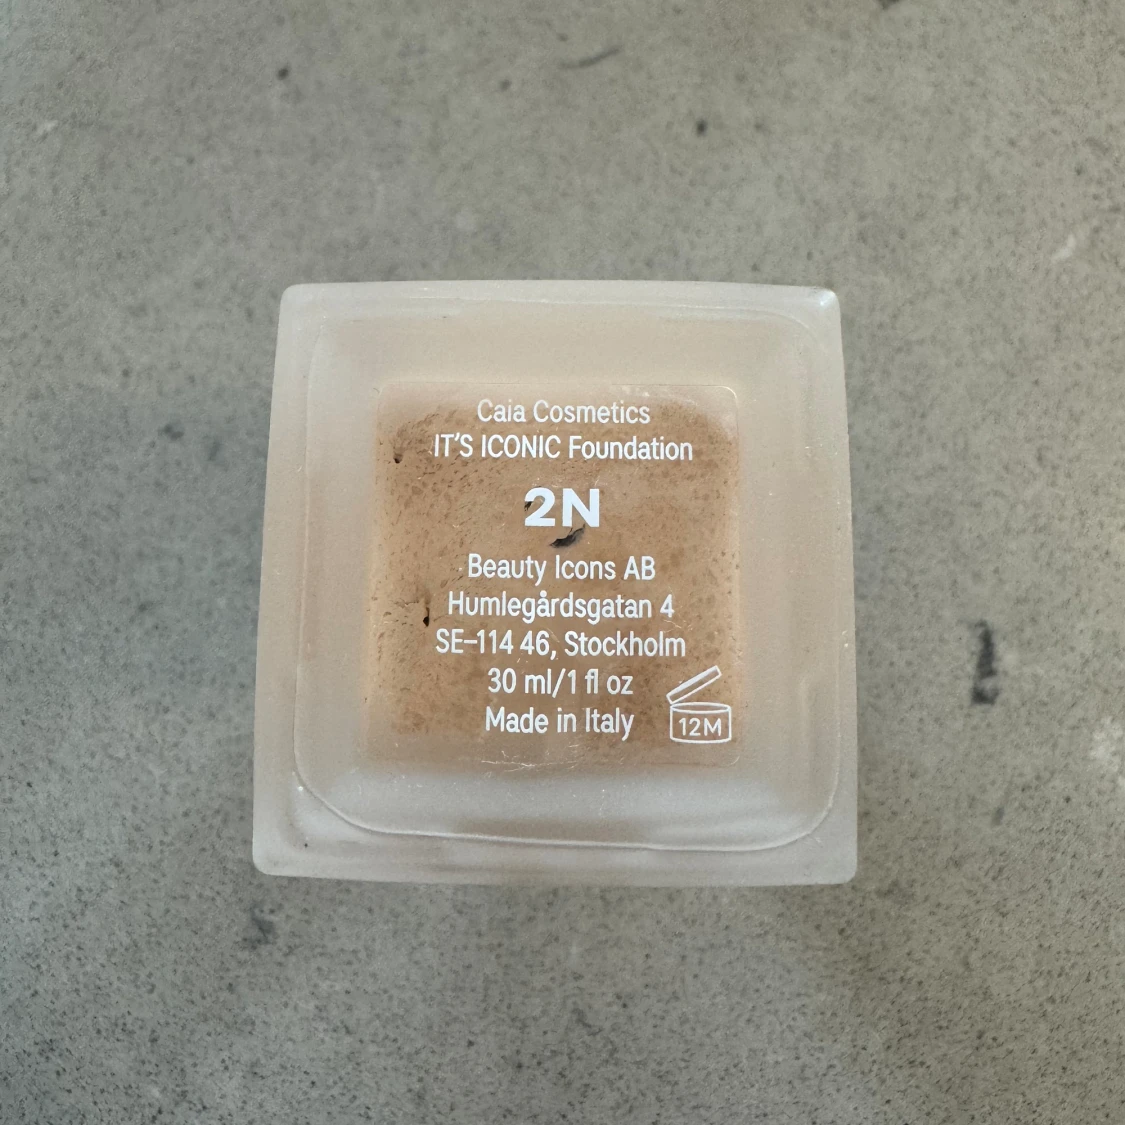 Caia Cosmetics
IT'S ICONIC Foundation
2N
Beauty Icons AB
Humlegårdsgatan 4
SE-114 46, Stockholm
30 ml/1 fl oz
Made in Italy
12M